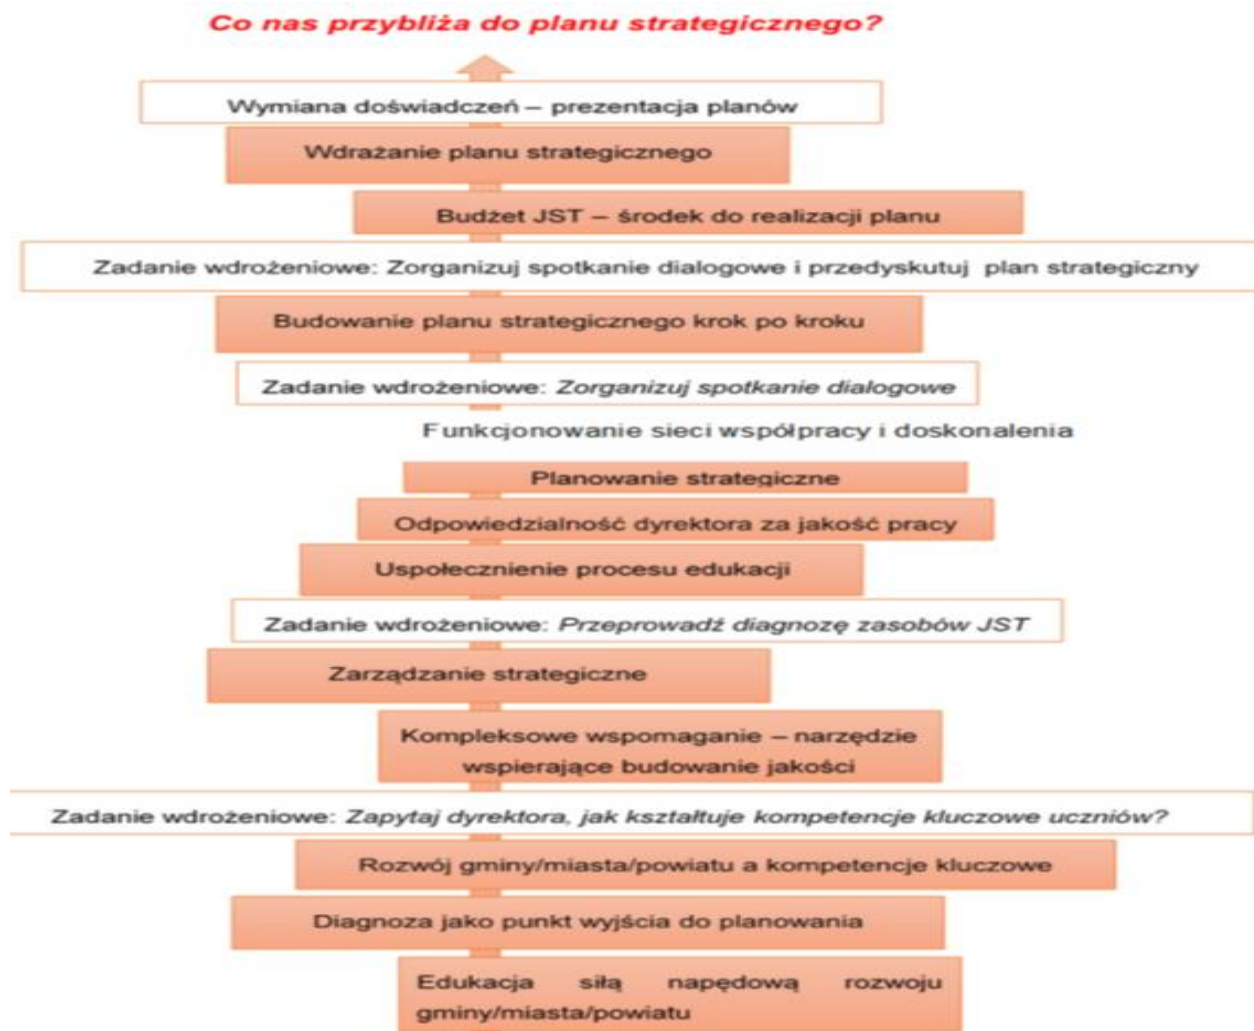 Co nas przybliża do planu strategicznego?
Wymiana doświadczeń – prezentacja planów
Wdrażanie planu strategicznego
Budżet JST – środek do realizacji planu
Zadanie wdrożeniowe: Zorganizuj spotkanie dialogowe i przedyskutuj plan strategiczny
Budowanie planu strategicznego krok po kroku
Zadanie wdrożeniowe: Zorganizuj spotkanie dialogowe
Funkcjonowanie sieci współpracy i doskonalenia
Planowanie strategiczne
Odpowiedzialność dyrektora za jakość pracy
Uspołecznienie procesu edukacji
Zadanie wdrożeniowe: Przeprowadź diagnozę zasobów JST
Zarządzanie strategiczne
Kompleksowe wspomaganie – narzędzie
wspierające budowanie jakości
Zadanie wdrożeniowe: Zapytaj dyrektora, jak kształtuje kompetencje kluczowe uczniów?
Rozwój gminy/miasta/powiatu a kompetencje kluczowe
Diagnoza jako punkt wyjścia do planowania
Edukacja siłą napędową rozwoju
gminy/miasta/powiatu